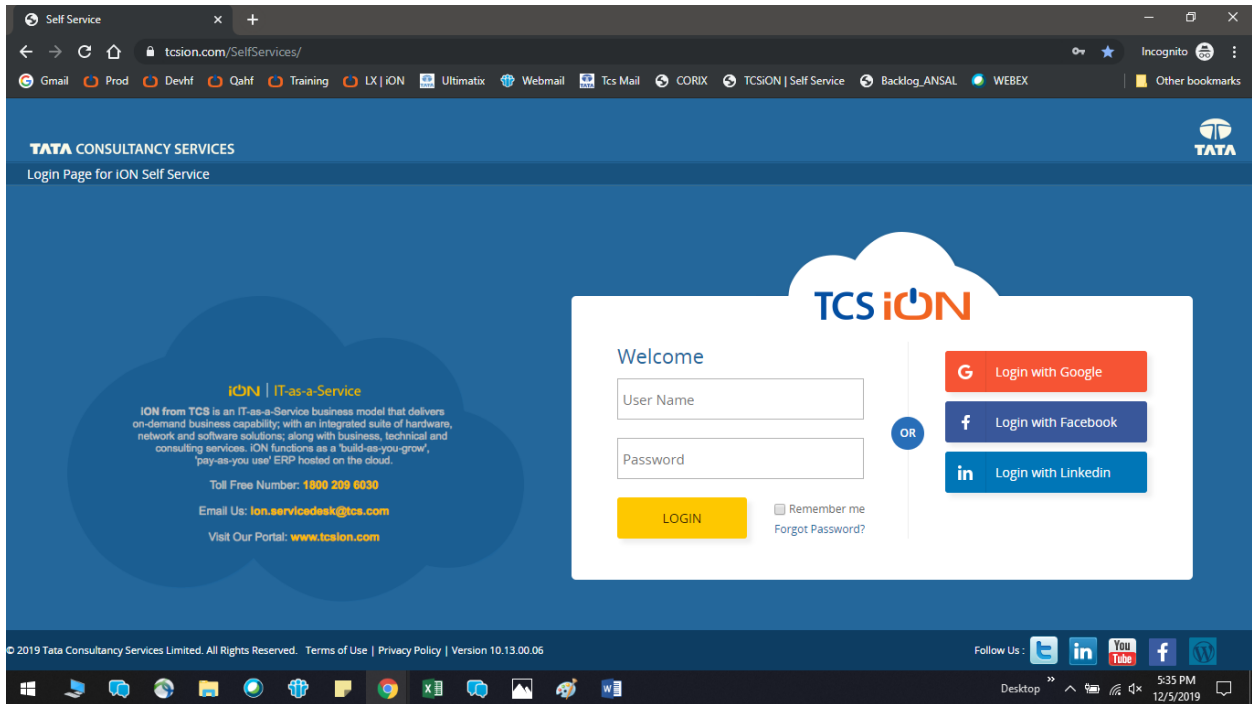 Self Service
tcsion.com/SelfServices/
Incognito
Gmail Prod Devhf Qahf Training LX | iON Ultimatix Webmail Tcs Mail CORIX TCSiON | Self Service Backlog_ANSAL WEBEX Other bookmarks
TATA CONSULTANCY SERVICES
TATA
Login Page for iON Self Service
TCS iON
Welcome
User Name
Password
LOGIN
Remember me
Forgot Password?
OR
G Login with Google
f Login with Facebook
in Login with Linkedin
iON | IT-as-a-Service
iON from TCS is an IT-as-a-Service business model that delivers
on-demand business capability; with an integrated suite of hardware,
network and software solutions; along with business, technical and
consulting services. iON functions as a 'build-as-you-grow',
'pay-as-you use' ERP hosted on the cloud.
Toll Free Number: 1800 209 6030
Email Us: ion.servicedesk@tcs.com
Visit Our Portal: www.tcsion.com
© 2019 Tata Consultancy Services Limited. All Rights Reserved. Terms of Use | Privacy Policy | Version 10.13.00.06
Follow Us : in You Tube f
Desktop
5:35 PM
12/5/2019